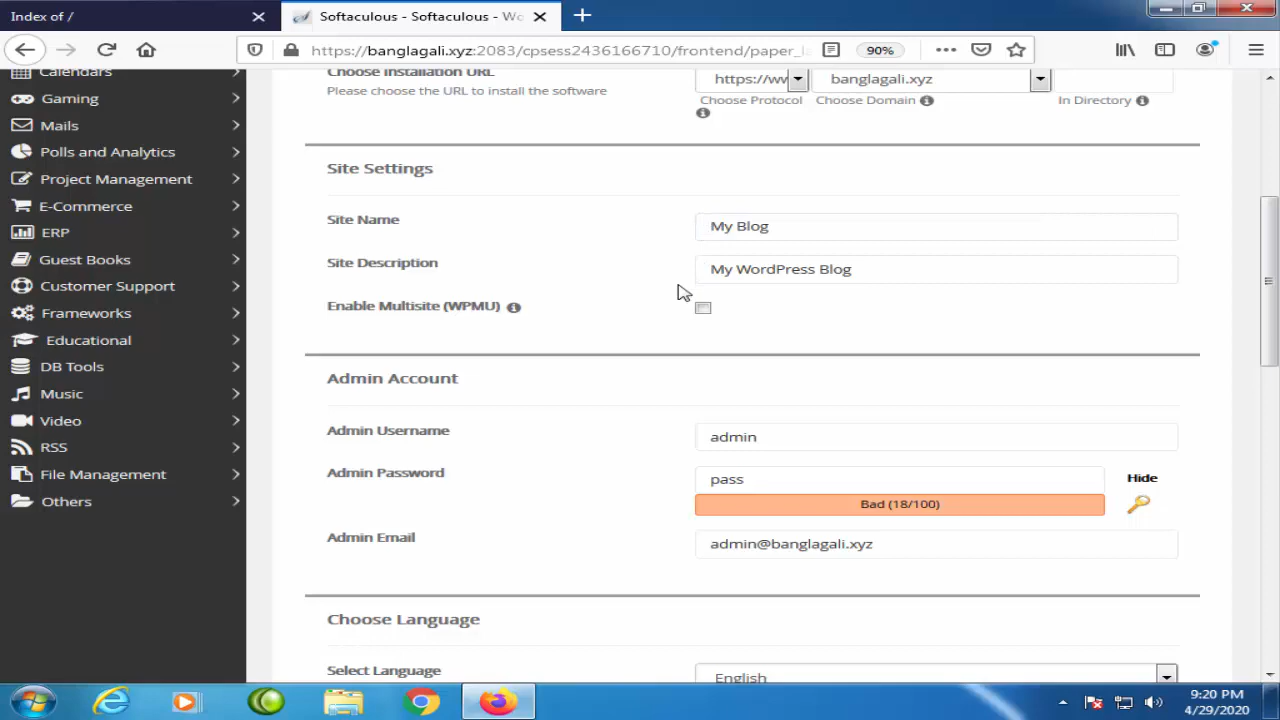 Index of /
Softaculous - Softaculous - Wo
https://banglagali.xyz:2083/cpsess2436166710/frontend/paper_l
90%
Calendars
Gaming
Mails
Polls and Analytics
Project Management
E-Commerce
ERP
Guest Books
Customer Support
Frameworks
Educational
DB Tools
Music
Video
RSS
File Management
Others
Choose Installation URL
Please choose the URL to install the software
https://ww
banglagali.xyz
Choose Protocol
Choose Domain
In Directory
Site Settings
Site Name
My Blog
Site Description
My WordPress Blog
Enable Multisite (WPMU)
Admin Account
Admin Username
admin
Admin Password
pass
Hide
Bad (18/100)
Admin Email
admin@banglagali.xyz
Choose Language
Select Language
English
9:20 PM
4/29/2020